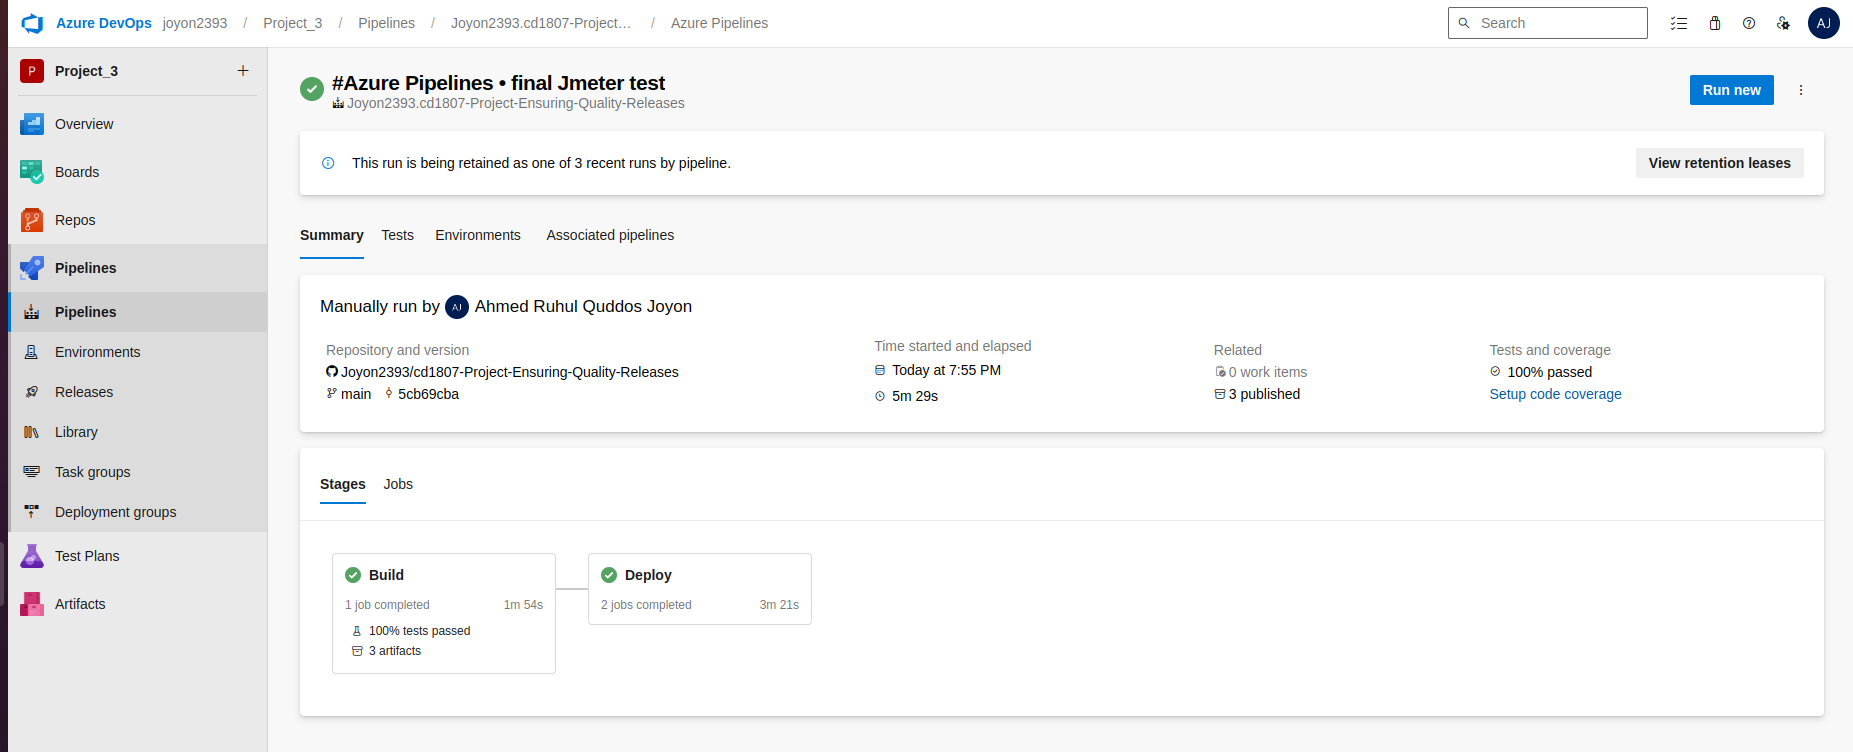 Azure DevOps joyon2393 / Project_3 / Pipelines / Joyon2393.cd1807-Project... / Azure Pipelines
Search
AJ
P Project_3 +
Overview
Boards
Repos
Pipelines
Pipelines
Environments
Releases
Library
Task groups
Deployment groups
Test Plans
Artifacts
#Azure Pipelines • final Jmeter test
Joyon2393.cd1807-Project-Ensuring-Quality-Releases
Run new
This run is being retained as one of 3 recent runs by pipeline.
View retention leases
Summary Tests Environments Associated pipelines
Manually run by AJ Ahmed Ruhul Quddos Joyon
Repository and version
Joyon2393/cd1807-Project-Ensuring-Quality-Releases
main 5cb69cba
Time started and elapsed
Today at 7:55 PM
5m 29s
Related
0 work items
3 published
Tests and coverage
100% passed
Setup code coverage
Stages Jobs
Build
1 job completed 1m 54s
100% tests passed
3 artifacts
Deploy
2 jobs completed 3m 21s